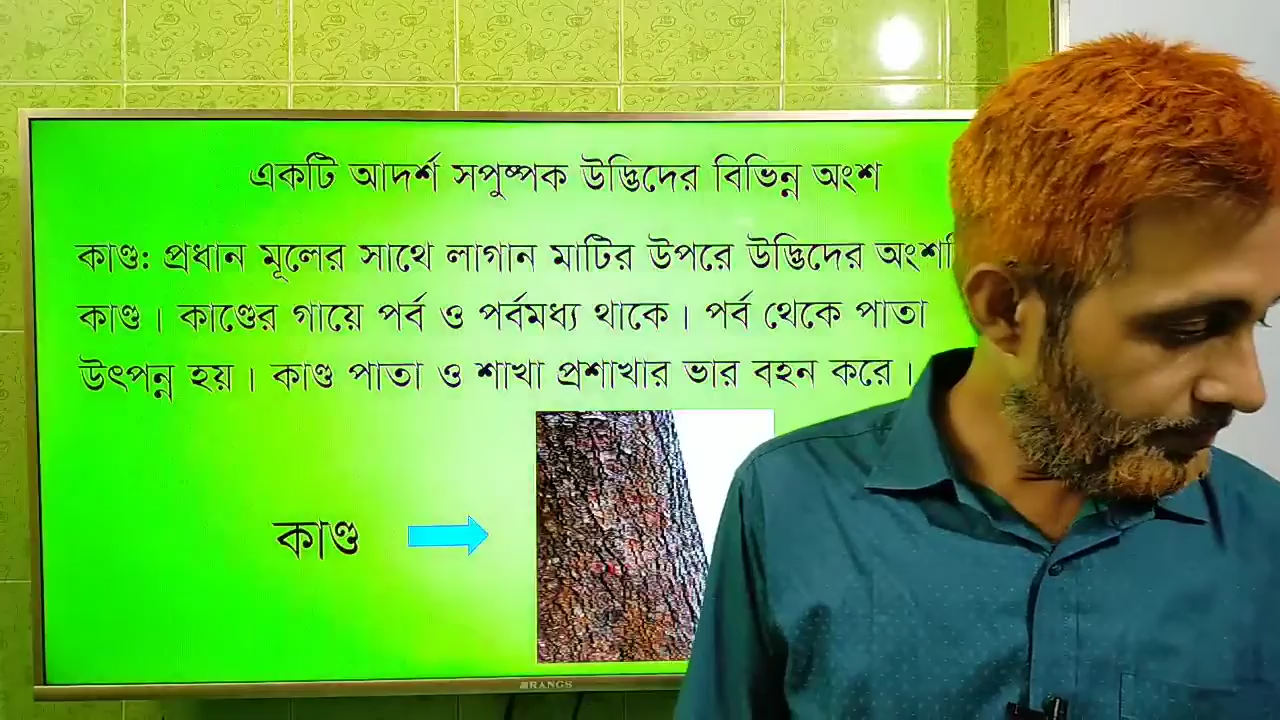 একটি আদর্শ সপুষ্পক উদ্ভিদের বিভিন্ন অংশ
কাণ্ড: প্রধান মূলের সাথে লাগান মাটির উপরে উদ্ভিদের
কাণ্ড। কাণ্ডের গায়ে পর্ব ও পর্বমধ্য থাকে। পর্ব থেকে পাতা
উৎপন্ন হয়। কাণ্ড পাতা ও শাখা প্রশাখার ভার বহন করে।
কাণ্ড
RANGS